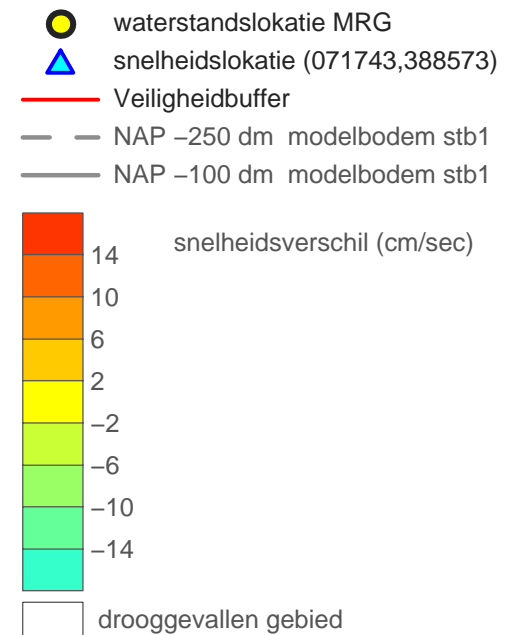 waterstandslokatie MRG
snelheidslokatie (071743,388573)
Veiligheidbuffer
NAP −250 dm modelbodem stb1
NAP −100 dm modelbodem stb1
snelheidsverschil (cm/sec)
14
10
6
2
−2
−6
−10
−14
drooggevallen gebied